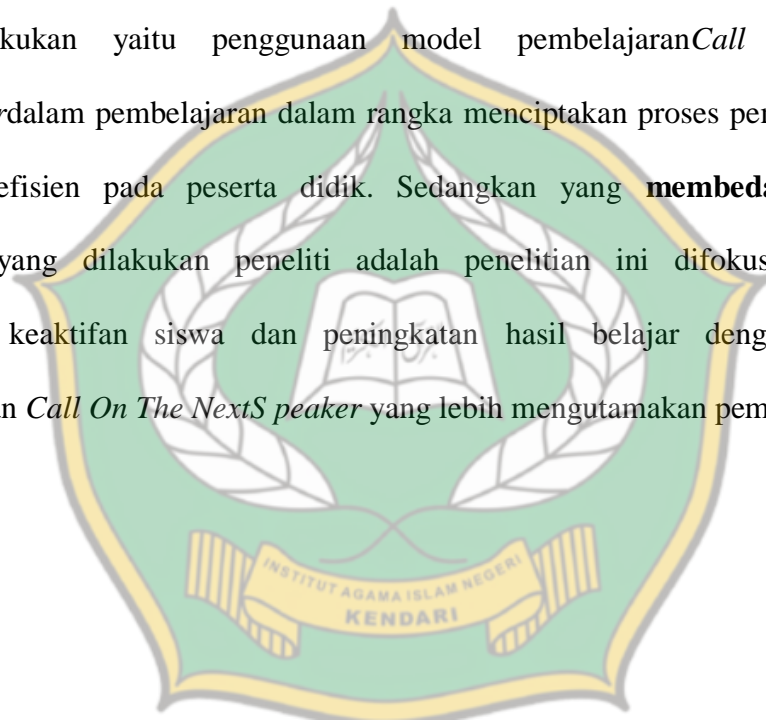 kukan yaitu penggunaan model pembelajaranCall
rdalam pembelajaran dalam rangka menciptakan proses per
efisien pada peserta didik. Sedangkan yang membeda
yang dilakukan peneliti adalah penelitian ini difokus
keaktifan siswa dan peningkatan hasil belajar deng
n Call On The NextS peaker yang lebih mengutamakan pem
INSTITUT AGAMA ISLAM NEGERI
KENDARI